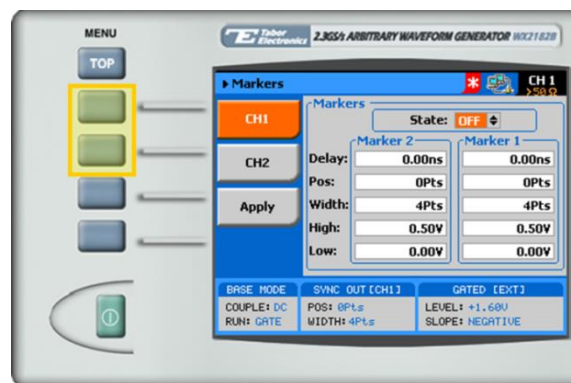 MENU
Tabor Electronics 2.3GS/s ARBITRARY WAVEFORM GENERATOR WX2182B
TOP
Markers
CH 1
>50Ω
CH1
Markers
State: OFF
CH2
Marker 2 Marker 1
Delay: 0.00ns 0.00ns
Pos: 0Pts 0Pts
Apply
Width: 4Pts 4Pts
High: 0.50V 0.50V
Low: 0.00V 0.00V
BASE MODE SYNC OUT[CH1] GATED [EXT]
COUPLE: DC POS: 0Pts LEVEL: +1.60V
RUN: GATE WIDTH: 4Pts SLOPE: NEGATIVE